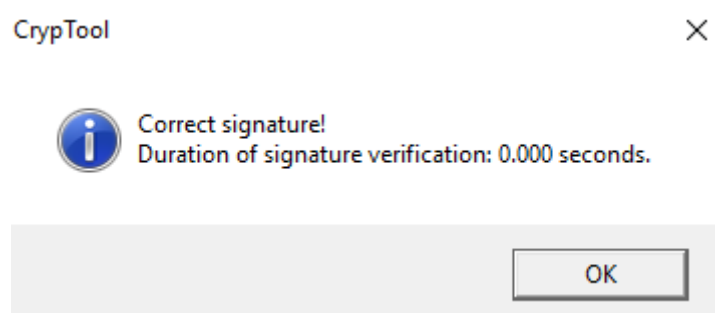 CrypTool
Correct signature!
Duration of signature verification: 0.000 seconds.
OK